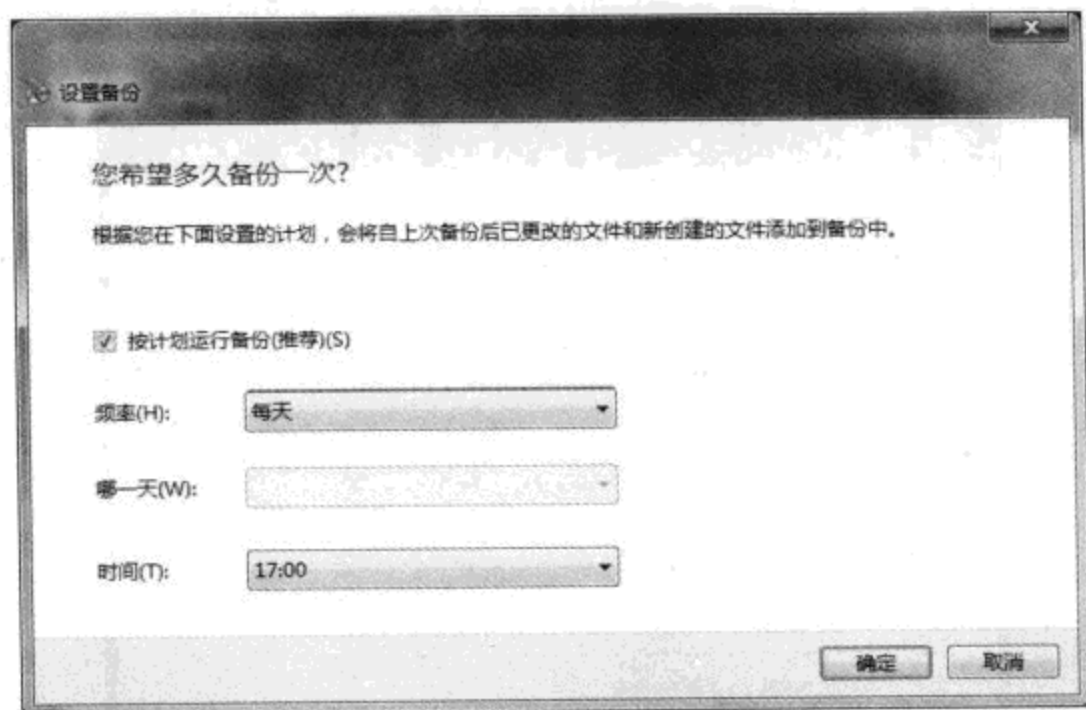 设置备份
您希望多久备份一次?
根据您在下面设置的计划，会将自上次备份后已更改的文件和新创建的文件添加到备份中。
按计划运行备份(推荐)(S)
频率(H): 每天
哪一天(W):
时间(T): 17:00
确定 取消